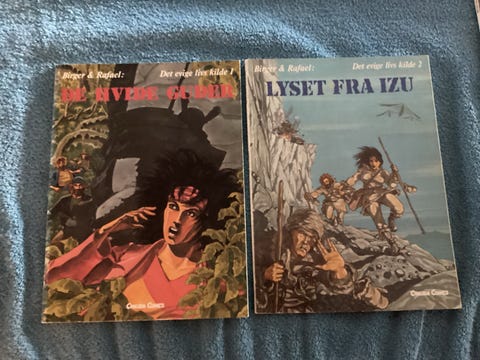 Birger & Rafael: Det evige livs kilde 1
DE HVIDE GUDER
CARLSEN COMICS
Birger & Rafael: Det evige livs kilde 2
LYSET FRA IZU
CARLSEN COMICS